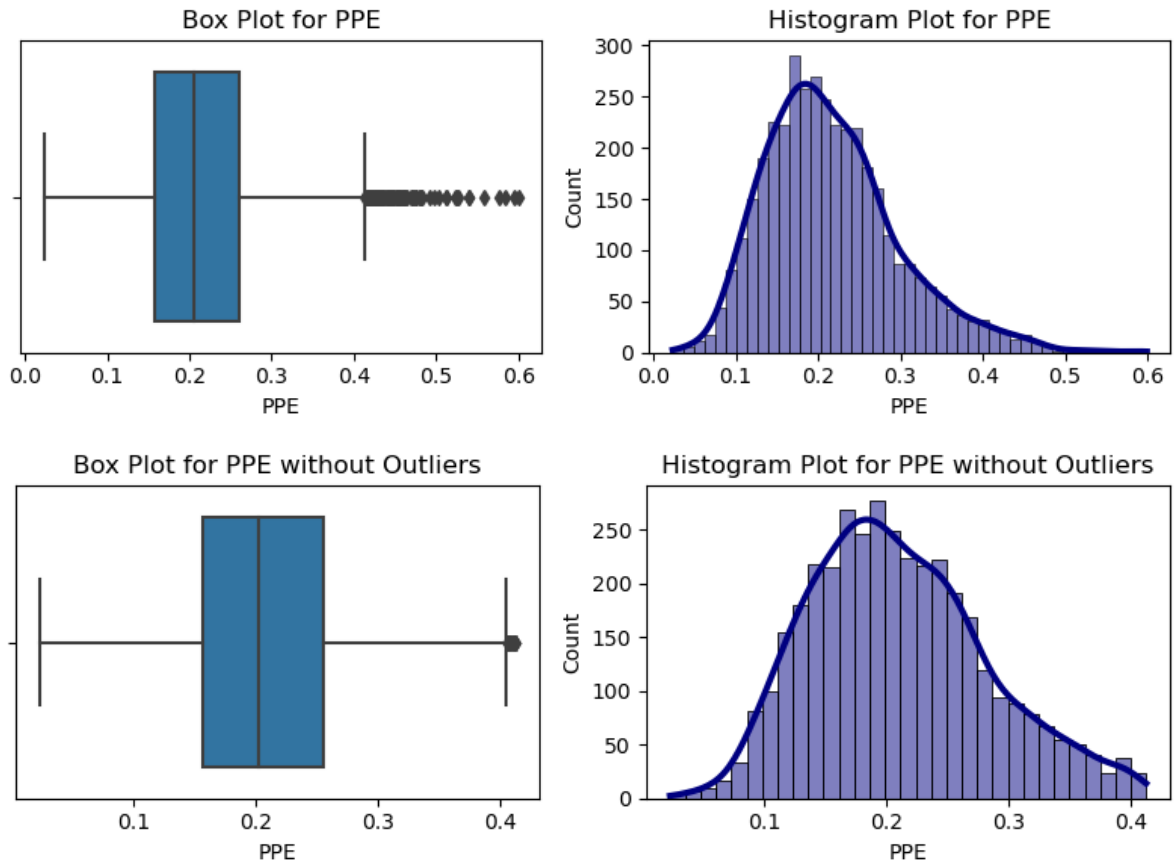 Box Plot for PPE
0.0 0.1 0.2 0.3 0.4 0.5 0.6
PPE
Histogram Plot for PPE
300
250
200
150
100
50
0
Count
0.0 0.1 0.2 0.3 0.4 0.5 0.6
PPE
Box Plot for PPE without Outliers
0.1 0.2 0.3 0.4
PPE
Histogram Plot for PPE without Outliers
250
200
150
100
50
0
Count
0.1 0.2 0.3 0.4
PPE